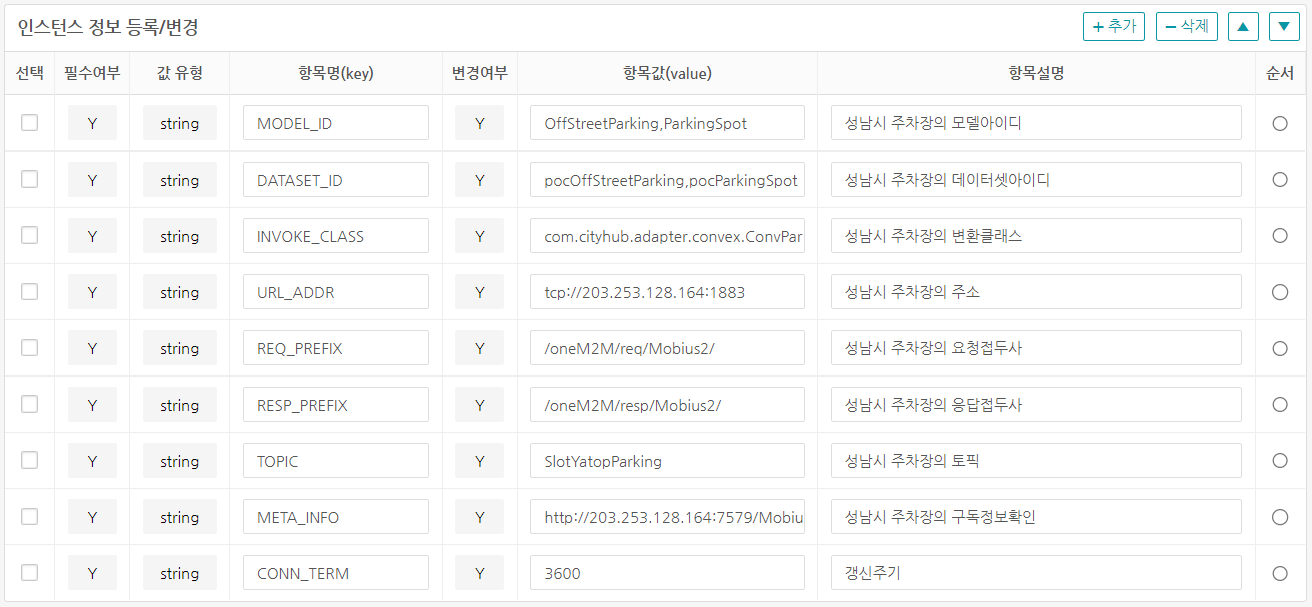 인스턴스 정보 등록/변경 + 추가 - 삭제 ▲ ▼
선택 필수여부 값 유형 항목명(key) 변경여부 항목값(value) 항목설명 순서
Y string MODEL_ID Y OffStreetParking,ParkingSpot 성남시 주차장의 모델아이디
Y string DATASET_ID Y pocOffStreetParking,pocParkingSpot 성남시 주차장의 데이터셋아이디
Y string INVOKE_CLASS Y com.cityhub.adapter.convex.ConvPar 성남시 주차장의 변환클래스
Y string URL_ADDR Y tcp://203.253.128.164:1883 성남시 주차장의 주소
Y string REQ_PREFIX Y /oneM2M/req/Mobius2/ 성남시 주차장의 요청접두사
Y string RESP_PREFIX Y /oneM2M/resp/Mobius2/ 성남시 주차장의 응답접두사
Y string TOPIC Y SlotYatopParking 성남시 주차장의 토픽
Y string META_INFO Y http://203.253.128.164:7579/Mobiu 성남시 주차장의 구독정보확인
Y string CONN_TERM Y 3600 갱신주기